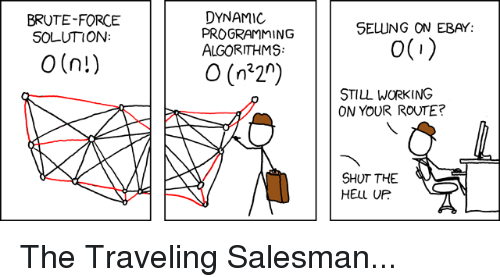 BRUTE-FORCE
SOLUTION:
O(n!)
DYNAMIC
PROGRAMMING
ALGORITHMS:
O(n²2ⁿ)
SELLING ON EBAY:
O(1)
STILL WORKING
ON YOUR ROUTE?
SHUT THE
HELL UP.
The Traveling Salesman...